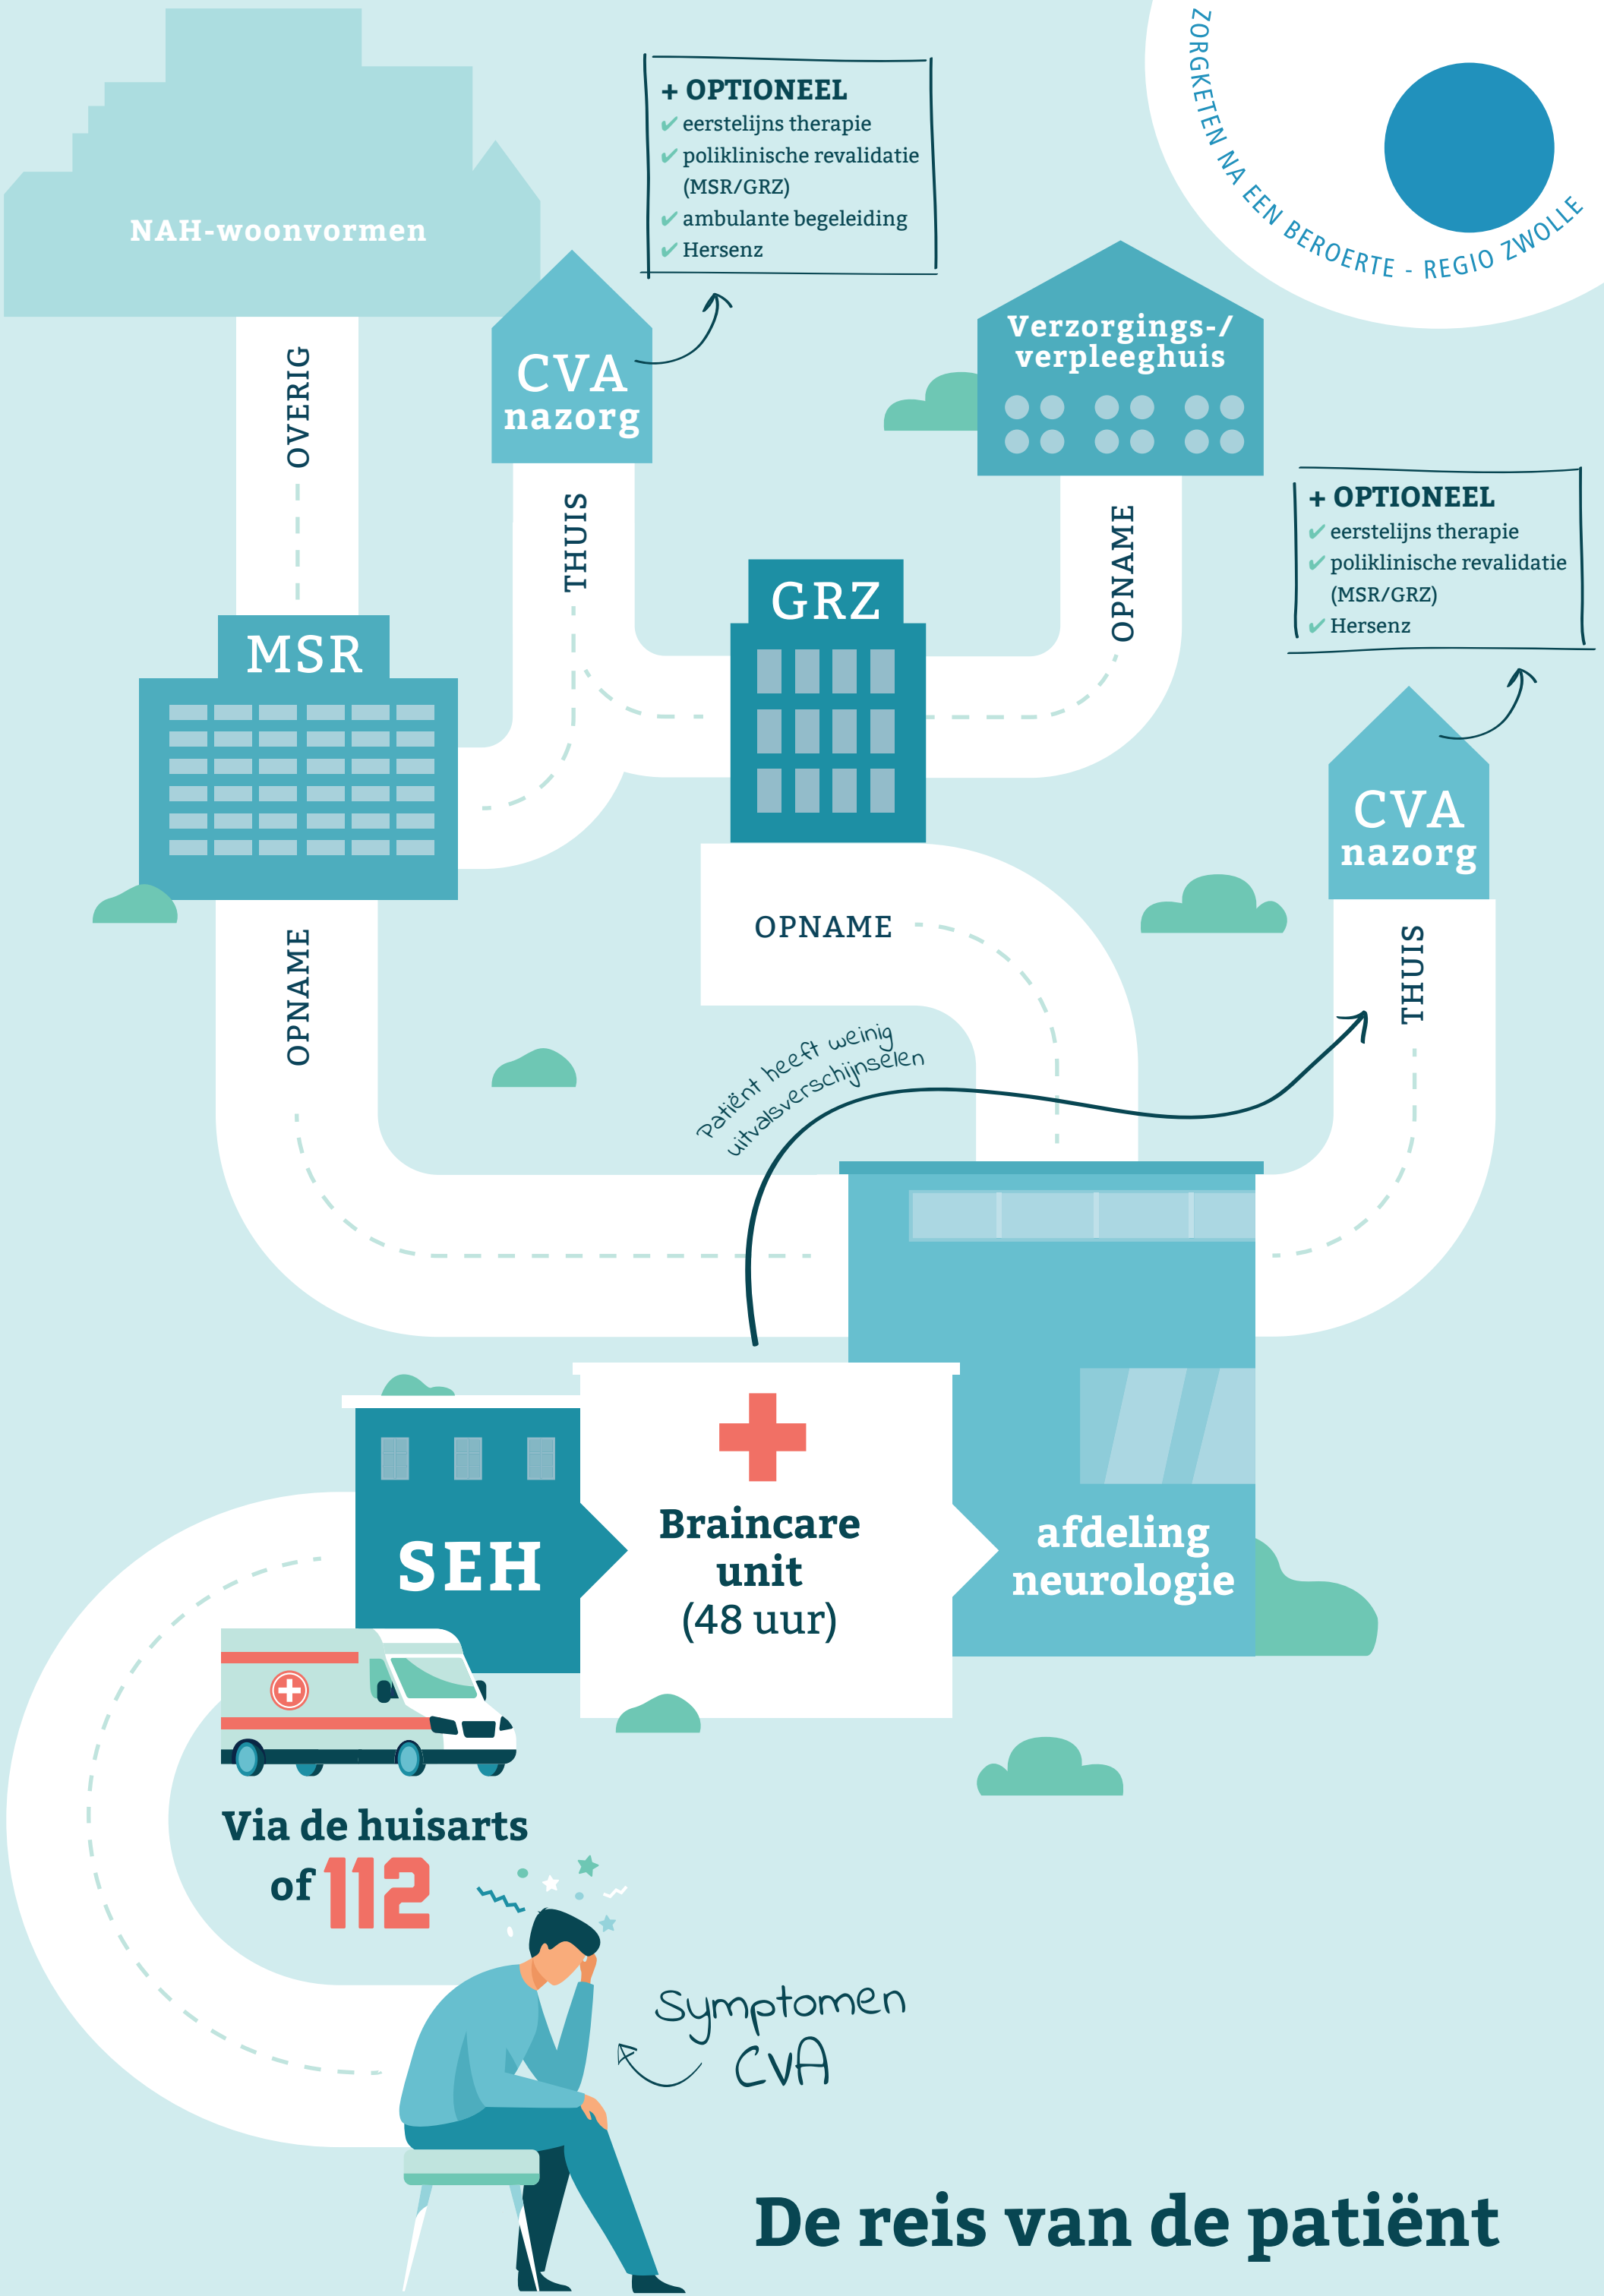 ZORGKETEN NA EEN BEROERTE - REGIO ZWOLLE
+ OPTIONEEL
✔ eerstelijns therapie
✔ poliklinische revalidatie
(MSR/GRZ)
✔ ambulante begeleiding
✔ Hersenz
NAH-woonvormen
OVERIG
CVA
nazorg
THUIS
Verzorgings-/
verpleeghuis
OPNAME
+ OPTIONEEL
✔ eerstelijns therapie
✔ poliklinische revalidatie
(MSR/GRZ)
✔ Hersenz
GRZ
MSR
CVA
nazorg
OPNAME
OPNAME
THUIS
Patiënt heeft weinig
uitvalsverschijnselen
SEH
Braincare
unit
(48 uur)
afdeling
neurologie
Via de huisarts
of 112
Symptomen
CVA
De reis van de patiënt